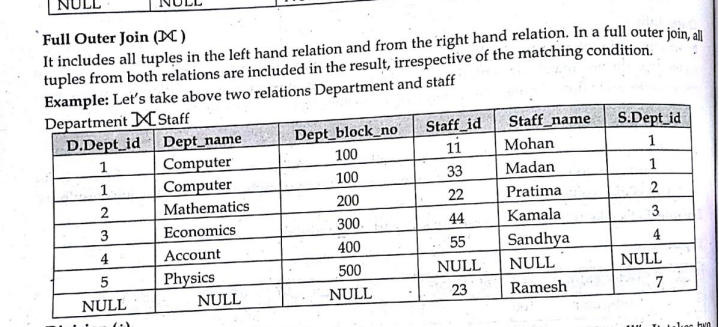 NULL NULL
Full Outer Join (⟗)
It includes all tuples in the left hand relation and from the right hand relation. In a full outer join, all
tuples from both relations are included in the result, irrespective of the matching condition.
Example: Let's take above two relations Department and staff
Department ⟗ Staff
D.Dept_id Dept_name Dept_block_no Staff_id Staff_name S.Dept_id
1 Computer 100 11 Mohan 1
1 Computer 100 33 Madan 1
2 Mathematics 200 22 Pratima 2
3 Economics 300 44 Kamala 3
4 Account 400 55 Sandhya 4
5 Physics 500 NULL NULL NULL
NULL NULL NULL 23 Ramesh 7